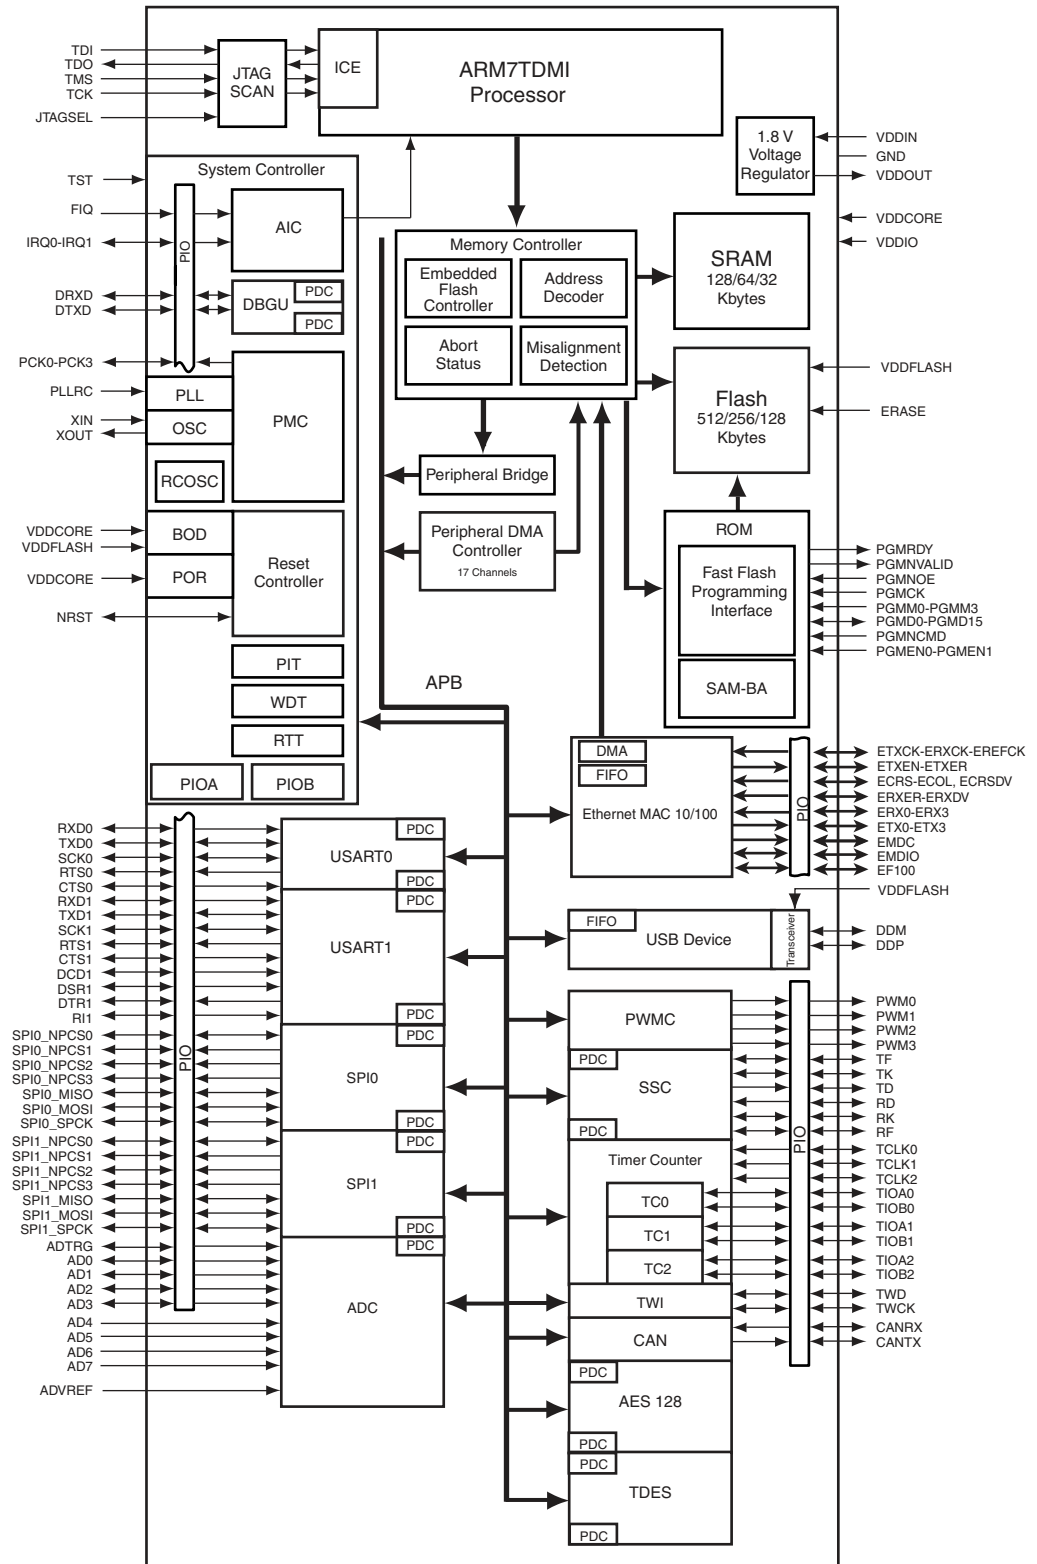 TDI
TDO
TMS
TCK
JTAGSEL
JTAG
SCAN
ICE
ARM7TDMI
Processor
1.8 V
Voltage
Regulator
VDDIN
GND
VDDOUT
VDDCORE
VDDIO
System Controller
TST
FIQ
IRQ0-IRQ1
PIO
AIC
DRXD
DTXD
DBGU
PDC
PDC
PCK0-PCK3
PLLRC
PLL
XIN
XOUT
OSC
PMC
RCOSC
VDDCORE
VDDFLASH
BOD
VDDCORE
POR
Reset
Controller
NRST
PIT
WDT
RTT
PIOA
PIOB
Memory Controller
Embedded
Flash
Controller
Address
Decoder
Abort
Status
Misalignment
Detection
SRAM
128/64/32
Kbytes
Flash
512/256/128
Kbytes
VDDFLASH
ERASE
Peripheral Bridge
Peripheral DMA
Controller
17 Channels
ROM
Fast Flash
Programming
Interface
SAM-BA
PGMRDY
PGMNVALID
PGMNOE
PGMCK
PGMM0-PGMM3
PGMD0-PGMD15
PGMNCMD
PGMEN0-PGMEN1
APB
DMA
FIFO
Ethernet MAC 10/100
PIO
ETXCK-ERXCK-EREFCK
ETXEN-ETXER
ECRS-ECOL, ECRSDV
ERXER-ERXDV
ERX0-ERX3
ETX0-ETX3
EMDC
EMDIO
EF100
VDDFLASH
FIFO
USB Device
Transceiver
DDM
DDP
RXD0
TXD0
SCK0
RTS0
CTS0
RXD1
TXD1
SCK1
RTS1
CTS1
DCD1
DSR1
DTR1
RI1
SPI0_NPCS0
SPI0_NPCS1
SPI0_NPCS2
SPI0_NPCS3
SPI0_MISO
SPI0_MOSI
SPI0_SPCK
SPI1_NPCS0
SPI1_NPCS1
SPI1_NPCS2
SPI1_NPCS3
SPI1_MISO
SPI1_MOSI
SPI1_SPCK
ADTRG
AD0
AD1
AD2
AD3
AD4
AD5
AD6
AD7
ADVREF
PIO
PDC
USART0
PDC
PDC
USART1
PDC
PDC
SPI0
PDC
PDC
SPI1
PDC
PDC
ADC
PWMC
PDC
SSC
PDC
Timer Counter
TC0
TC1
TC2
TWI
CAN
PDC
AES 128
PDC
PDC
TDES
PDC
PIO
PWM0
PWM1
PWM2
PWM3
TF
TK
TD
RD
RK
RF
TCLK0
TCLK1
TCLK2
TIOA0
TIOB0
TIOA1
TIOB1
TIOA2
TIOB2
TWD
TWCK
CANRX
CANTX